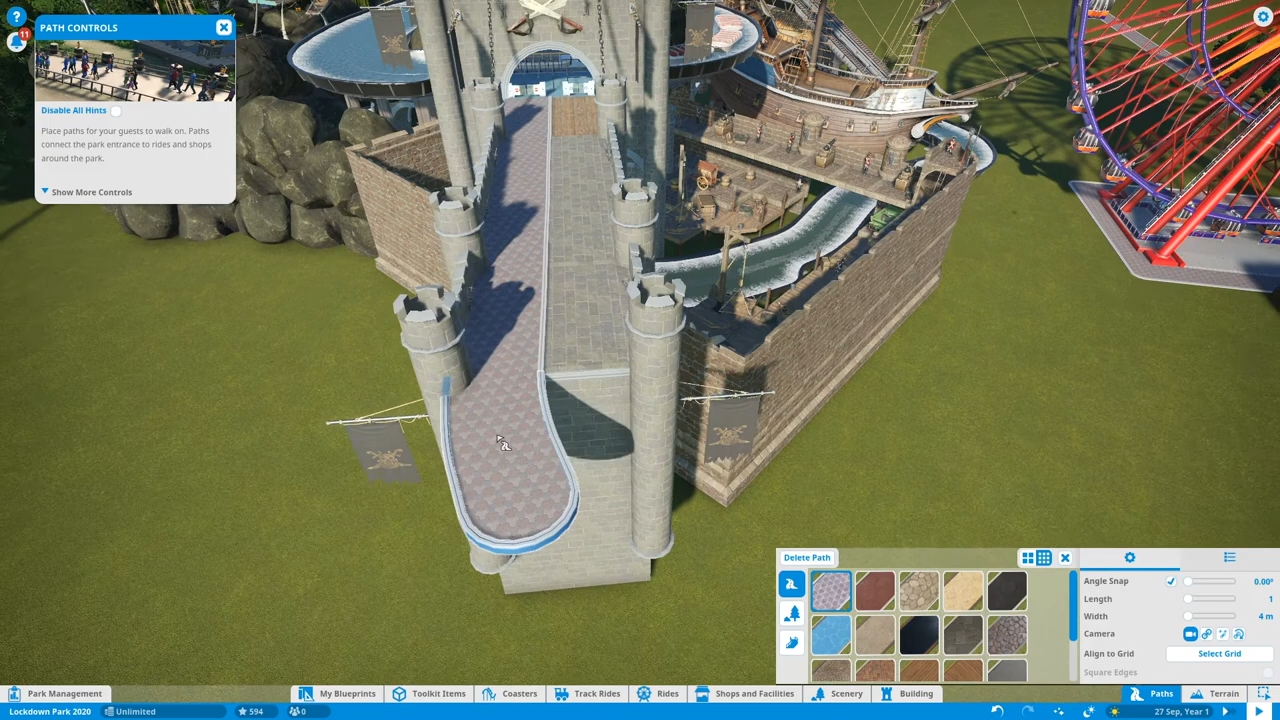 ?
11
PATH CONTROLS
Disable All Hints
Place paths for your guests to walk on. Paths
connect the park entrance to rides and shops
around the park.
Show More Controls
Delete Path
Angle Snap
0.00°
Length
1
Width
4 m
Camera
Align to Grid
Select Grid
Square Edges
Park Management
My Blueprints
Toolkit Items
Coasters
Track Rides
Rides
Shops and Facilities
Scenery
Building
Paths
Terrain
Lockdown Park 2020
Unlimited
594
0
27 Sep, Year 1